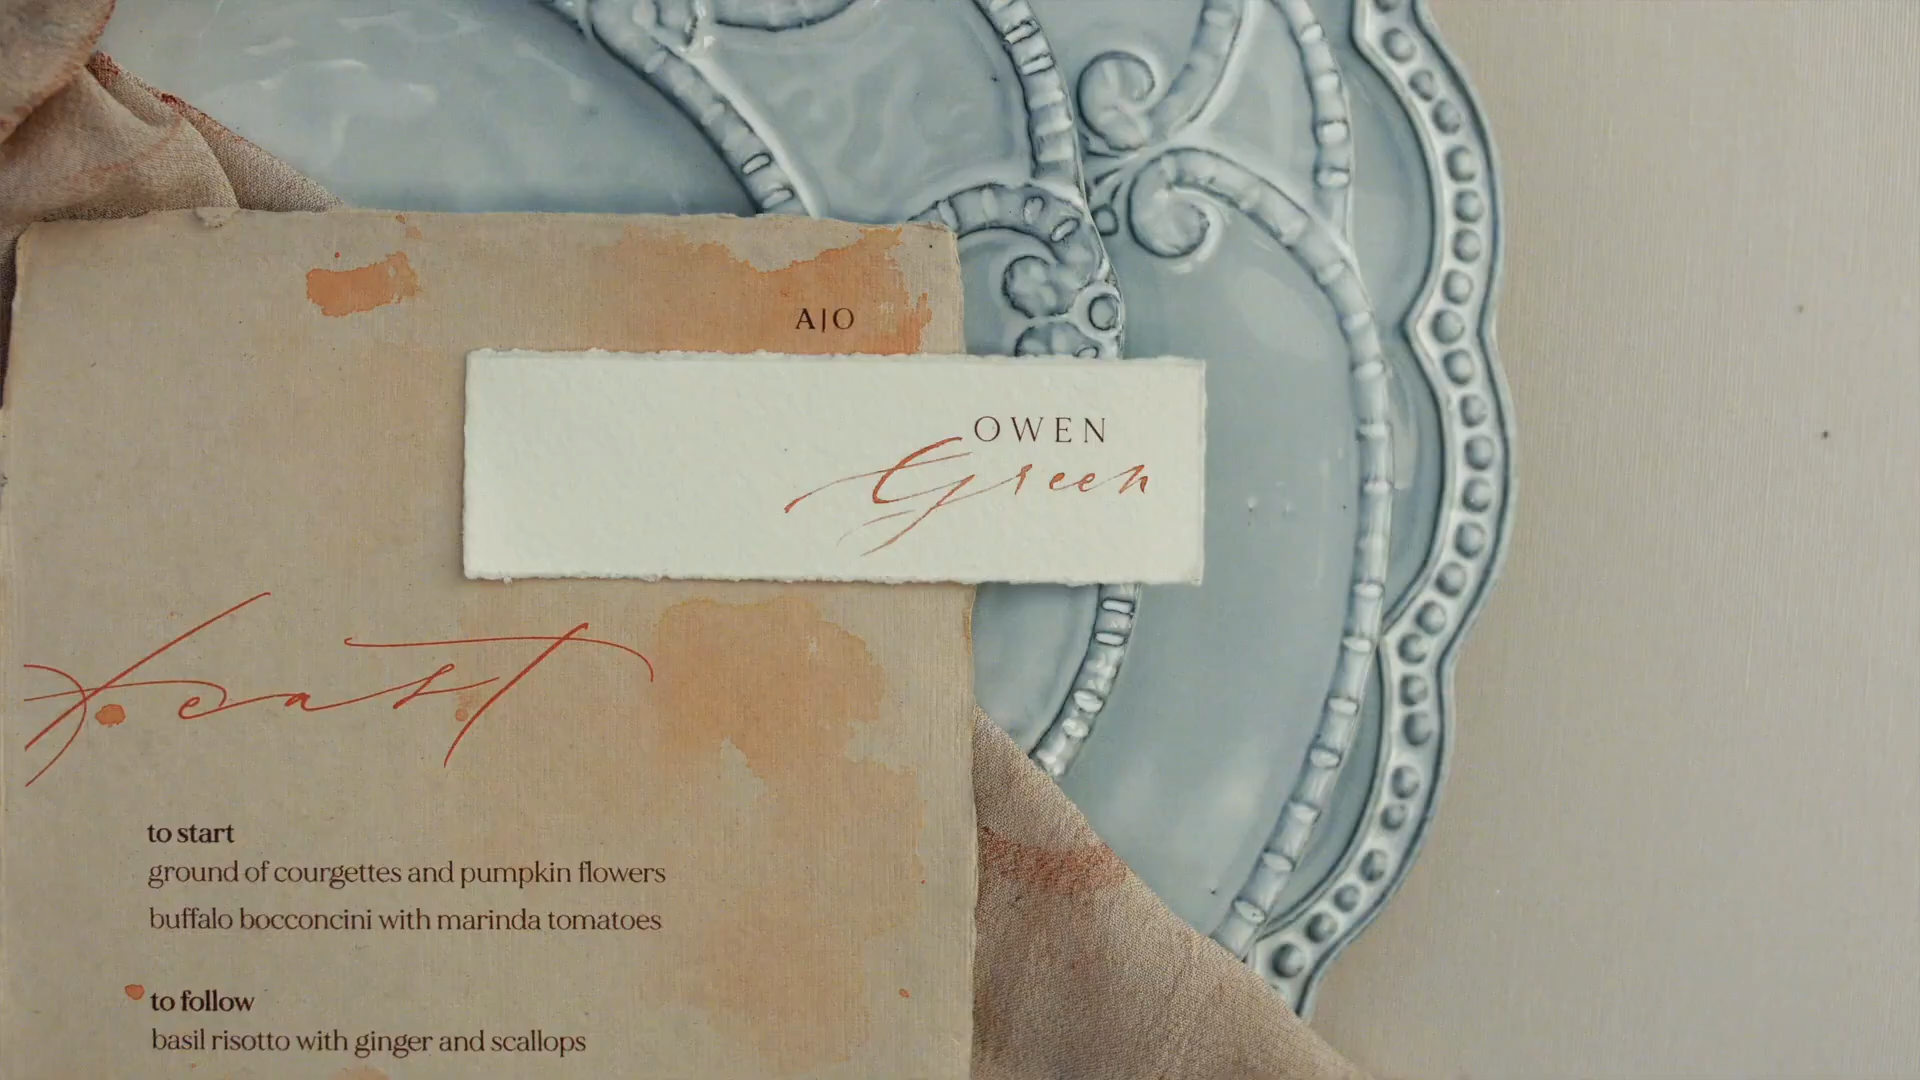 A|O
OWEN
Green
feast
to start
ground of courgettes and pumpkin flowers
buffalo bocconcini with marinda tomatoes
to follow
basil risotto with ginger and scallops